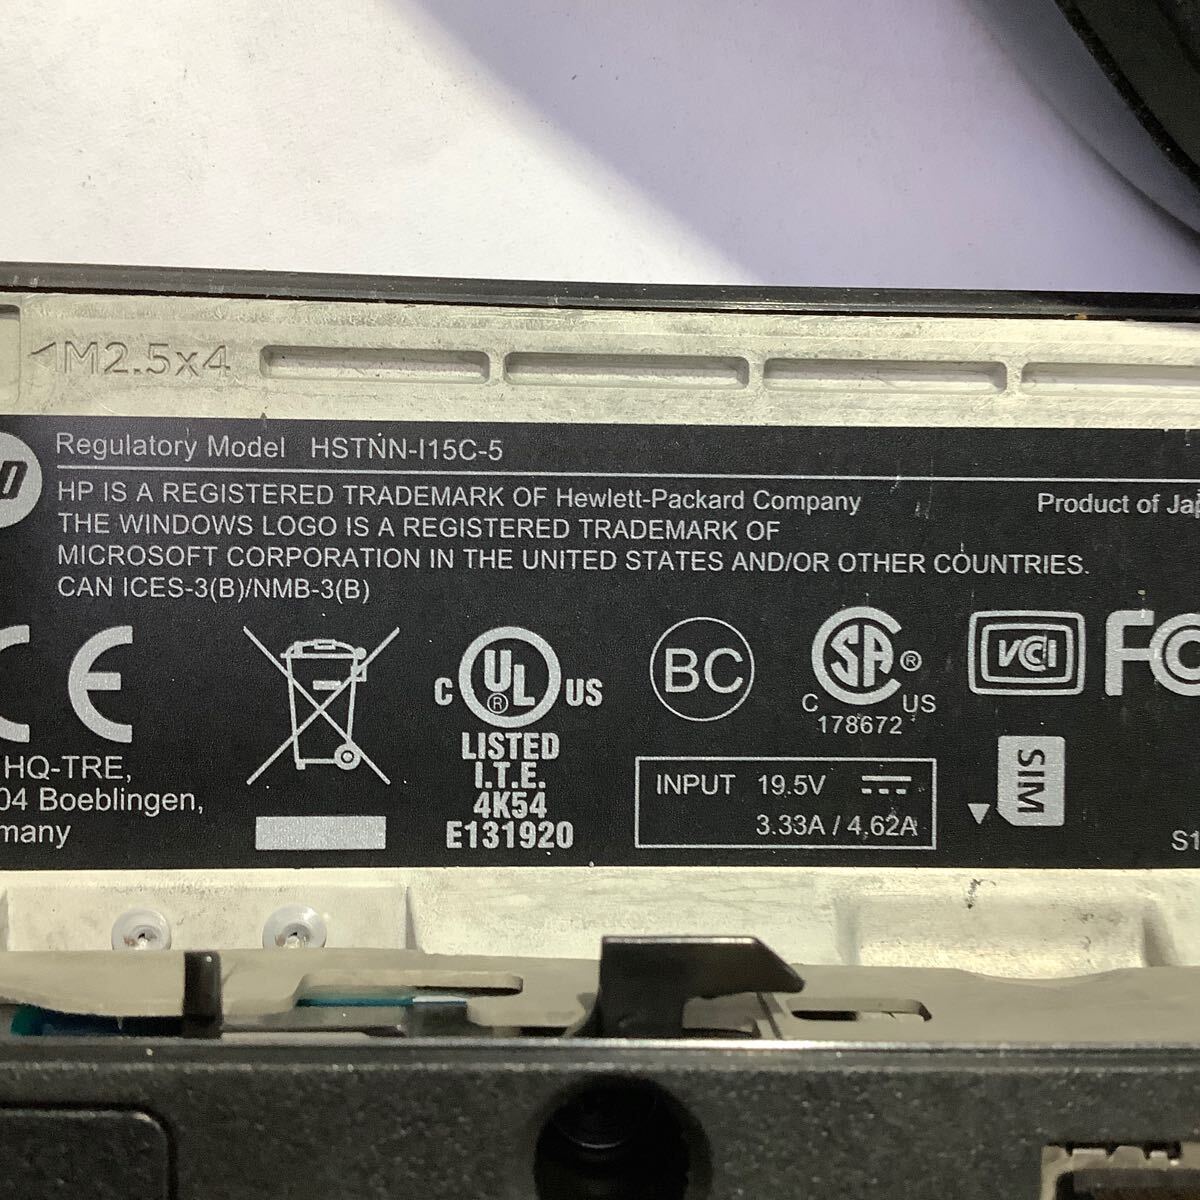 M2.5x4
Regulatory Model HSTNN-I15C-5
HP IS A REGISTERED TRADEMARK OF Hewlett-Packard Company
Product of
THE WINDOWS LOGO IS A REGISTERED TRADEMARK OF
MICROSOFT CORPORATION IN THE UNITED STATES AND/OR OTHER COUNTRIES.
CAN ICES-3(B)/NMB-3(B)
CE
C UL ® US
LISTED
I.T.E.
4K54
E131920
BC
SA ®
C US
178672
VCI
FC
HQ-TRE,
04 Boeblingen,
many
INPUT 19.5V
3.33A / 4.62A
SIM
S1